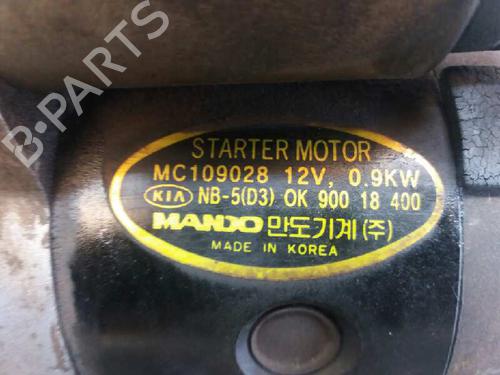 B-PARTS
STARTER MOTOR
MC109028 12V, 0.9KW
KIA NB-5(D3) OK 900 18 400
MANDO 만도기계(주)
MADE IN KOREA